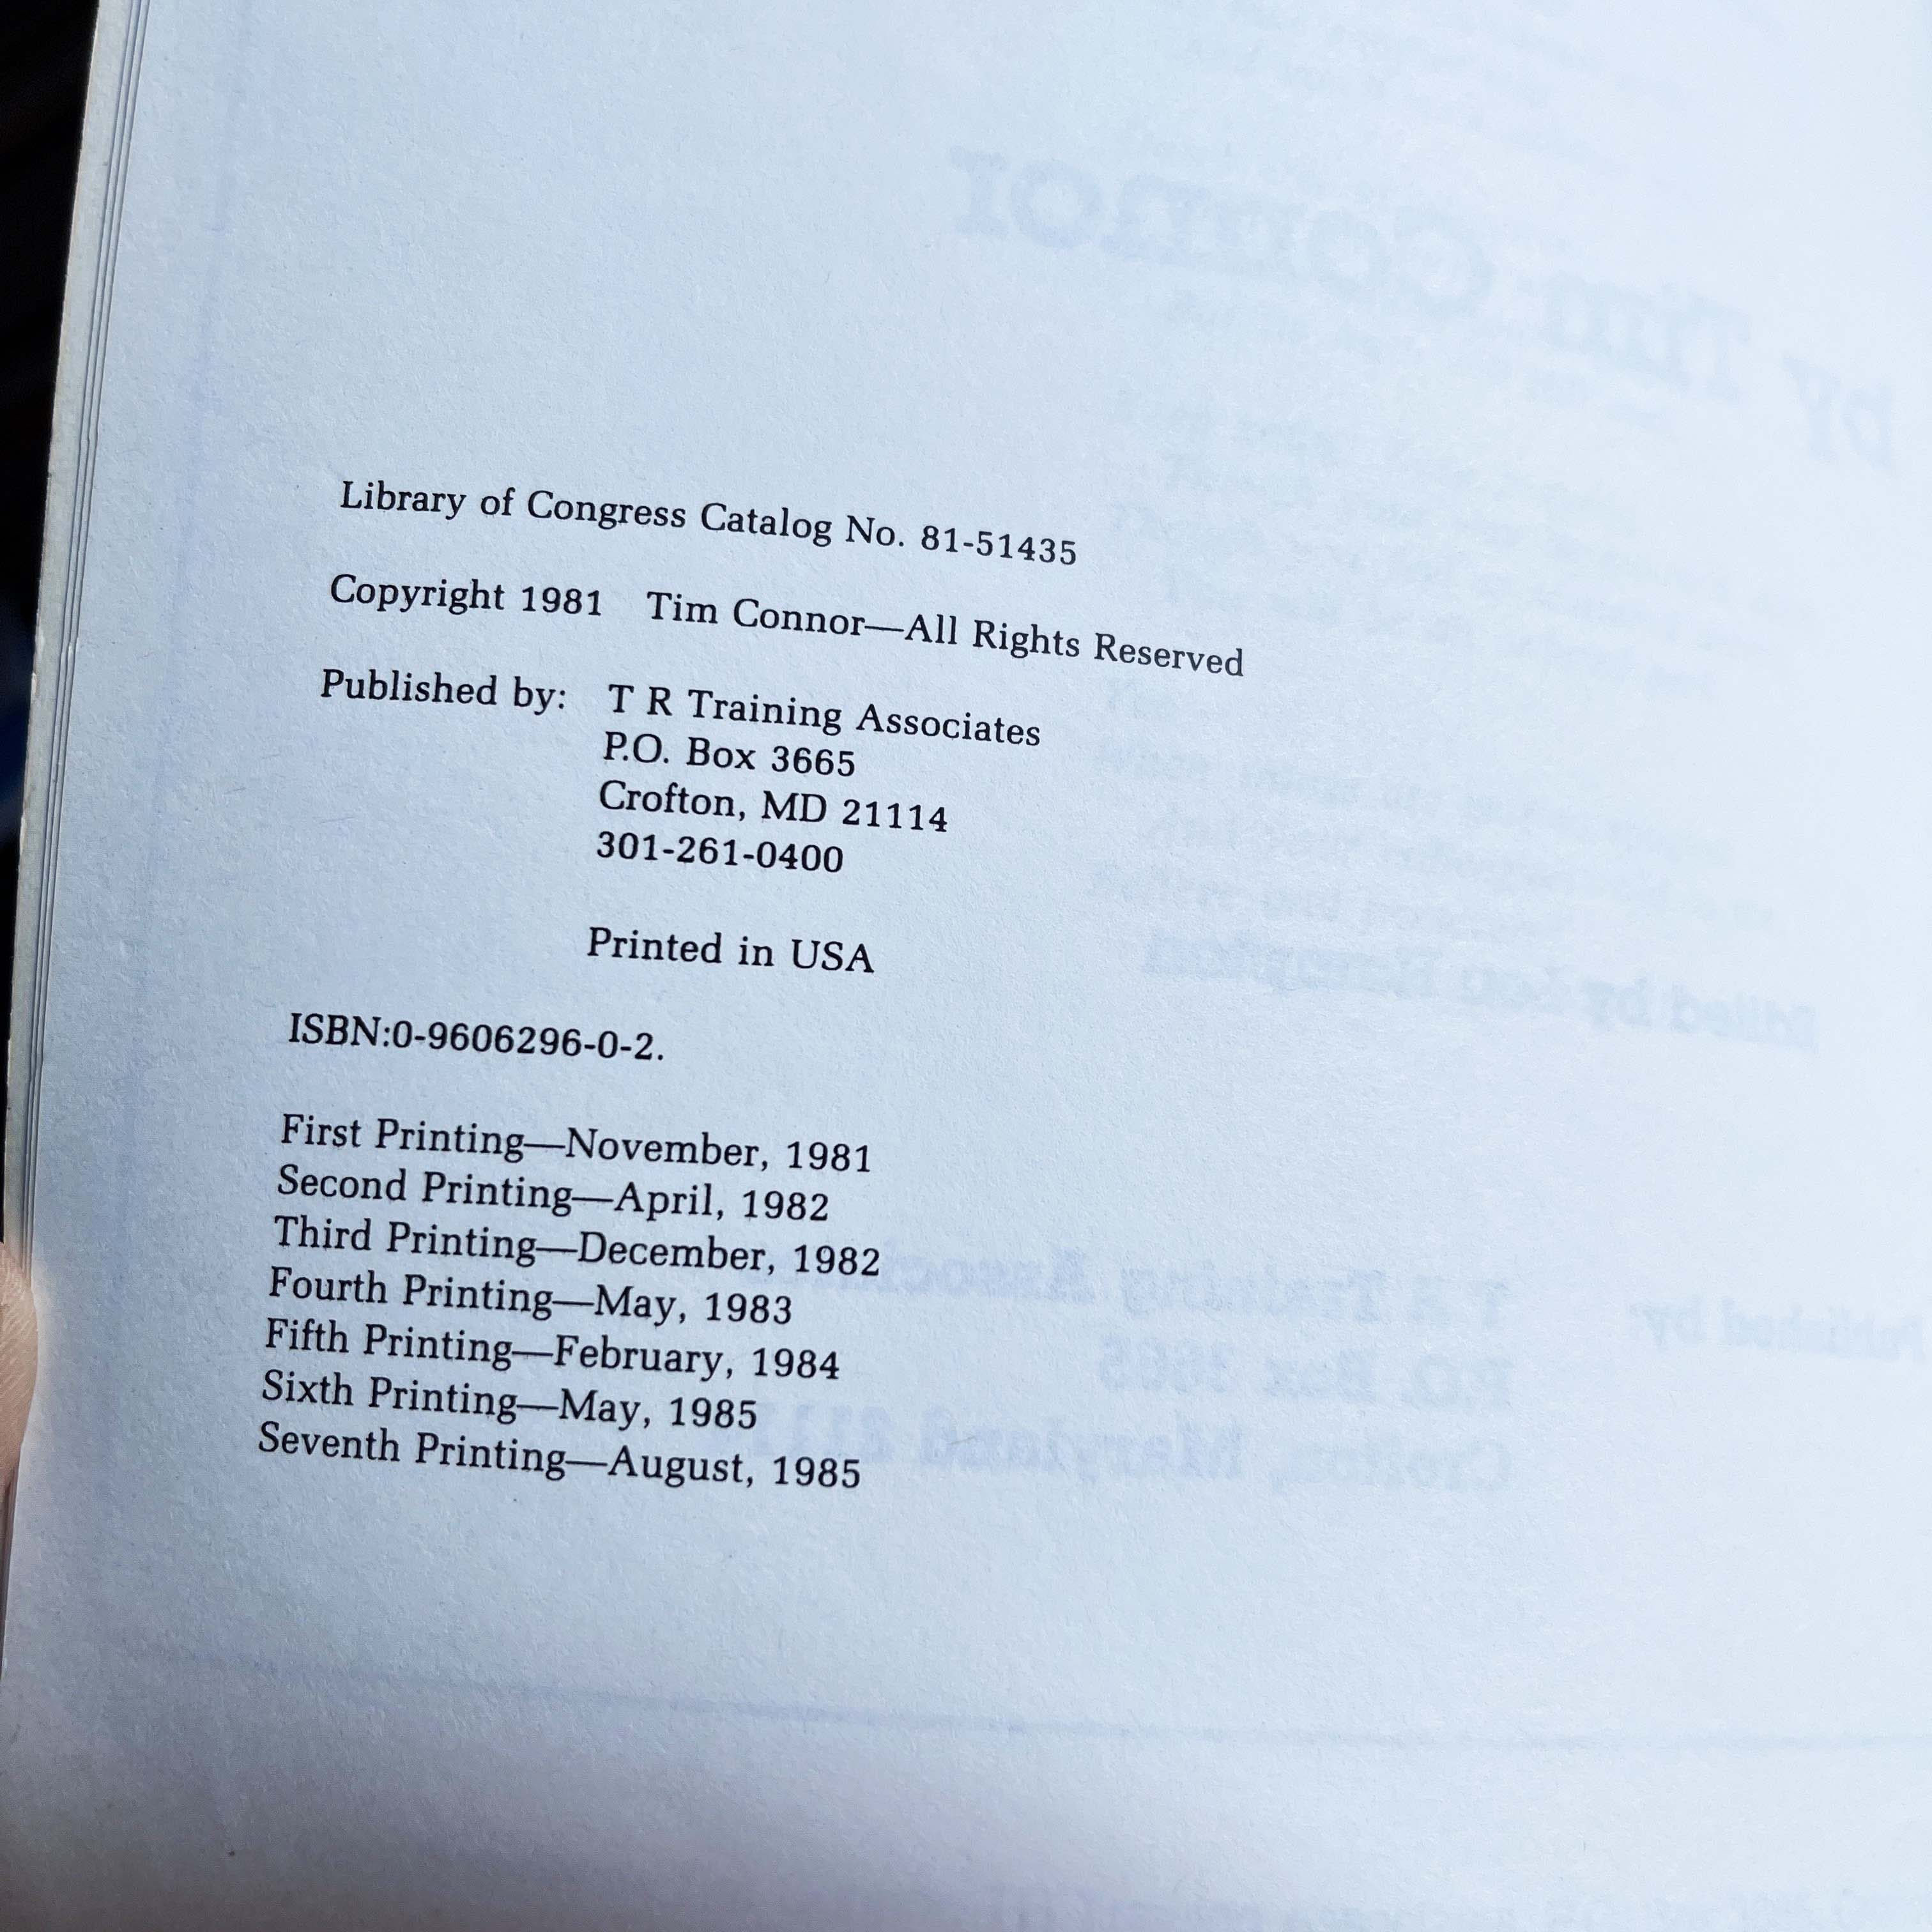 Library of Congress Catalog No. 81-51435
Copyright 1981 Tim Connor—All Rights Reserved
Published by: T R Training Associates
P.O. Box 3665
Crofton, MD 21114
301-261-0400
Printed in USA
ISBN:0-9606296-0-2.
First Printing—November, 1981
Second Printing—April, 1982
Third Printing—December, 1982
Fourth Printing—May, 1983
Fifth Printing—February, 1984
Sixth Printing—May, 1985
Seventh Printing—August, 1985